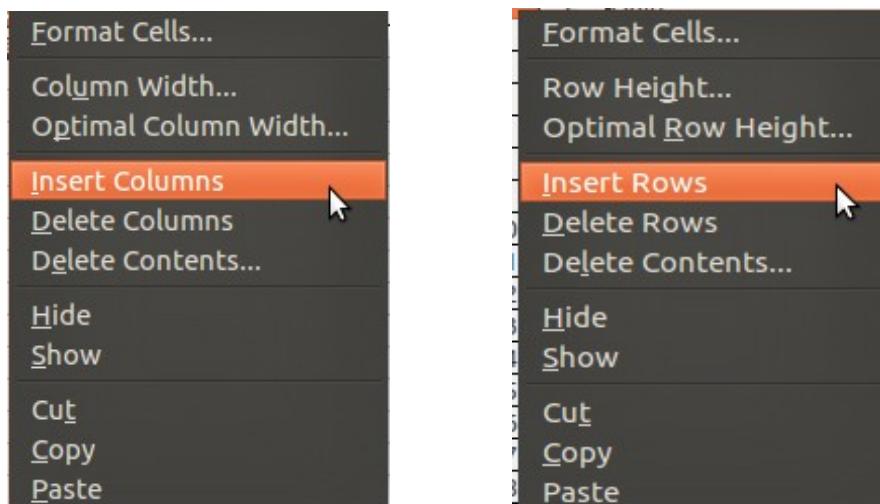 Format Cells...
Column Width...
Optimal Column Width...
Insert Columns
Delete Columns
Delete Contents...
Hide
Show
Cut
Copy
Paste
Format Cells...
Row Height...
Optimal Row Height...
Insert Rows
Delete Rows
Delete Contents...
Hide
Show
Cut
Copy
Paste